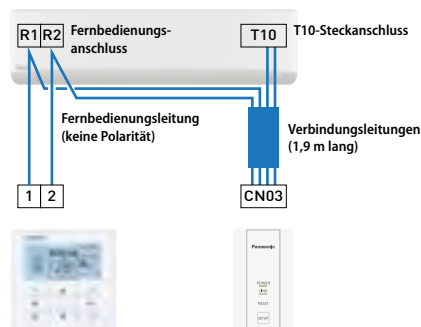 R1 R2
Fernbedienungs-
anschluss
T10
T10-Steckanschluss
Fernbedienungsleitung
(keine Polarität)
Verbindungsleitungen
(1,9 m lang)
1 2
CN03
Panasonic
POWER
LINK
RESET
SETUP